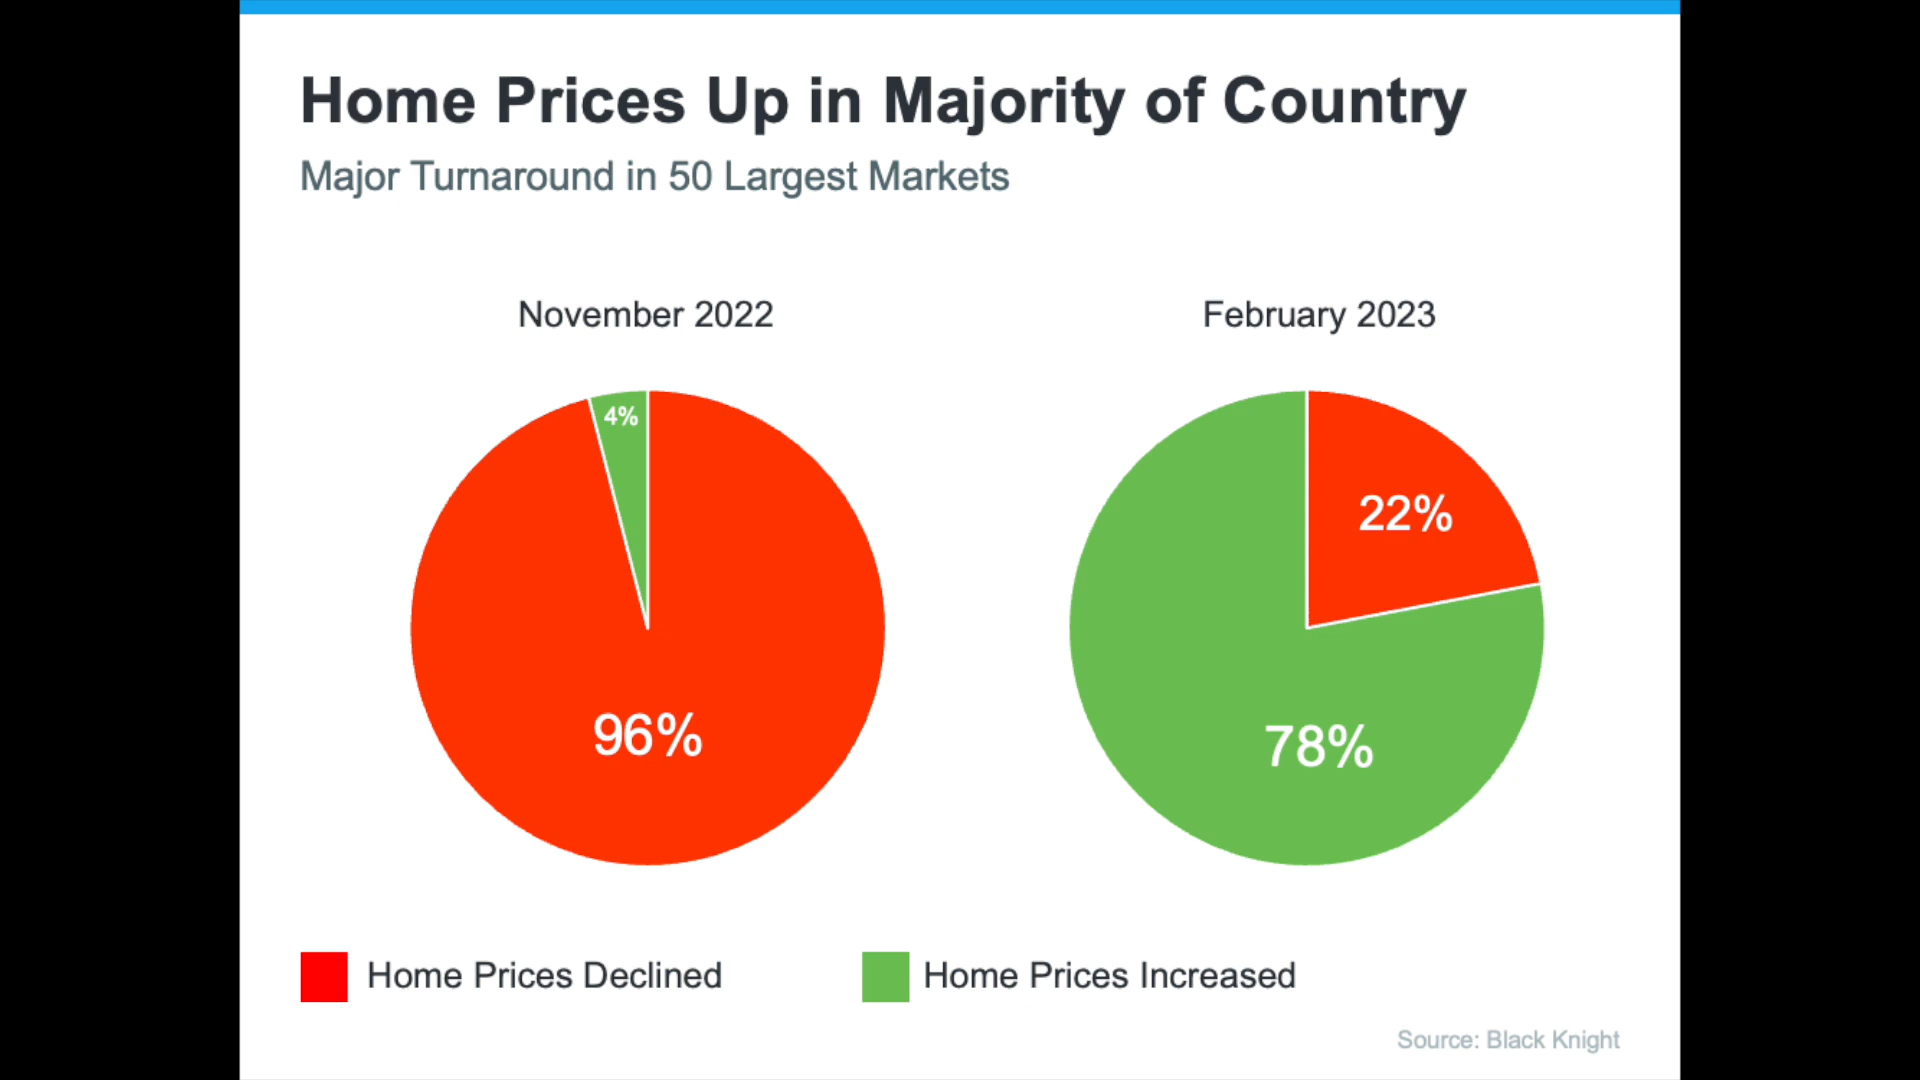 Home Prices Up in Majority of Country
Major Turnaround in 50 Largest Markets
November 2022
February 2023
4%
96%
22%
78%
Home Prices Declined
Home Prices Increased
Source: Black Knight